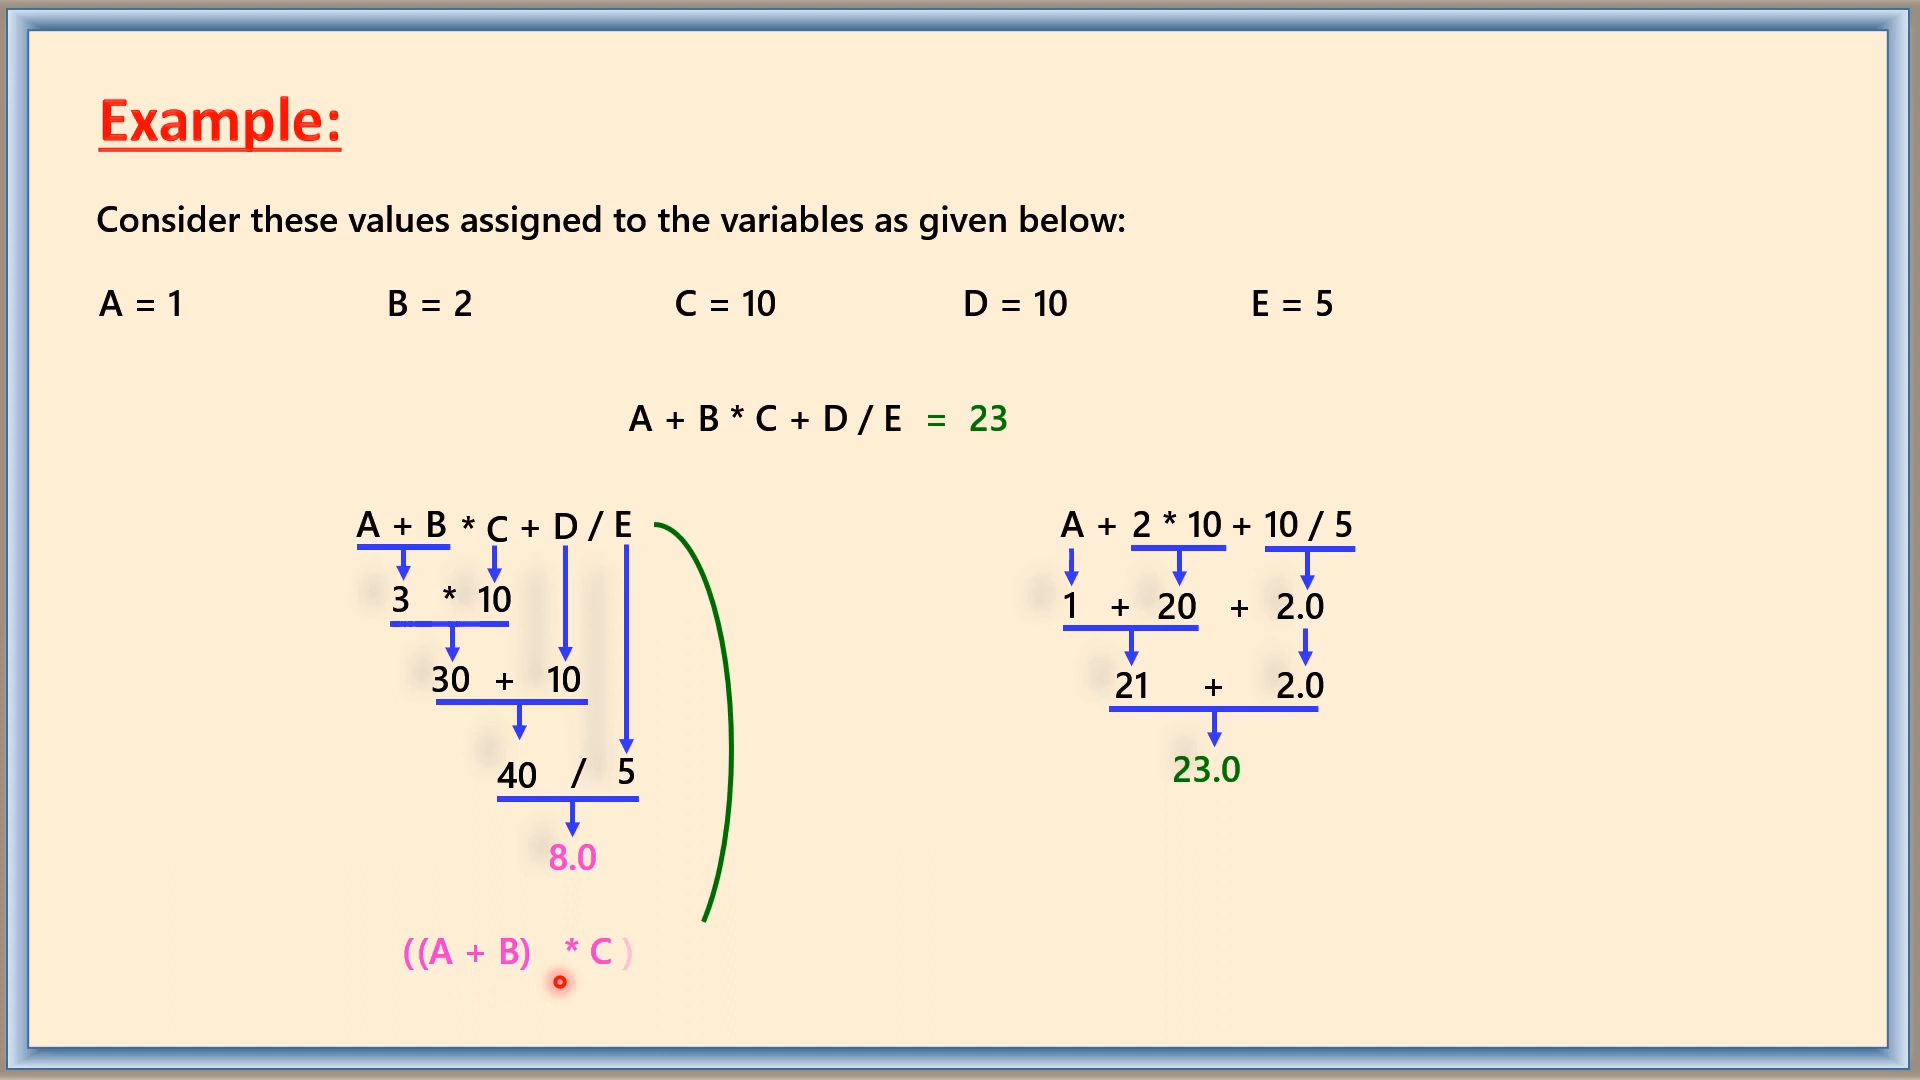 Example:
Consider these values assigned to the variables as given below:
A = 1 B = 2 C = 10 D = 10 E = 5
A + B * C + D / E = 23
A + B * C + D / E
3 * 10
30 + 10
40 / 5
8.0
((A + B) * C )
A + 2 * 10 + 10 / 5
1 + 20 + 2.0
21 + 2.0
23.0